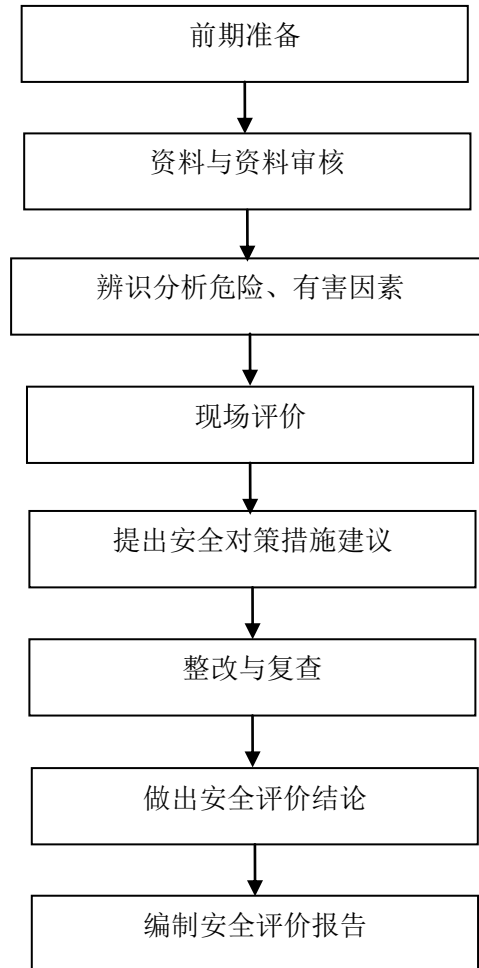 前期准备
资料与资料审核
辨识分析危险、有害因素
现场评价
提出安全对策措施建议
整改与复查
做出安全评价结论
编制安全评价报告